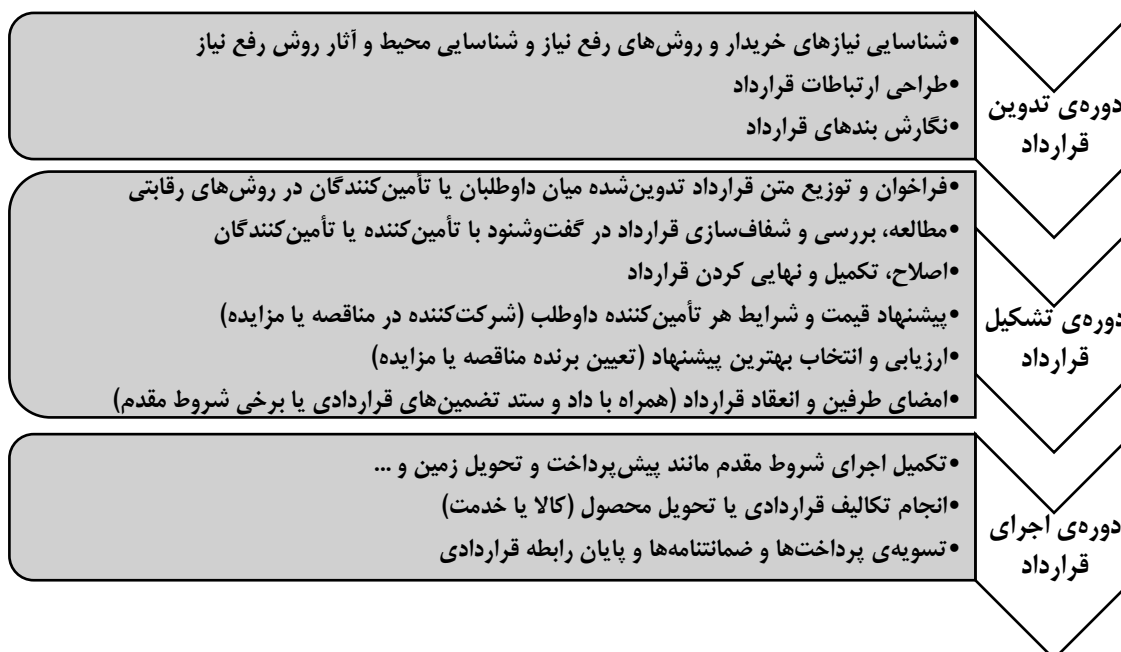 دوره‌ی تدوین
قرارداد
•شناسایی نیازهای خریدار و روش‌های رفع نیاز و شناسایی محیط و آثار روش رفع نیاز
•طراحی ارتباطات قرارداد
•نگارش بندهای قرارداد
دوره‌ی تشکیل
قرارداد
•فراخوان و توزیع متن قرارداد تدوین‌شده میان داوطلبان یا تأمین‌کنندگان در روش‌های رقابتی
•مطالعه، بررسی و شفاف‌سازی قرارداد در گفت‌وشنود با تأمین‌کننده یا تأمین‌کنندگان
•اصلاح، تکمیل و نهایی کردن قرارداد
•پیشنهاد قیمت و شرایط هر تأمین‌کننده داوطلب (شرکت‌کننده در مناقصه یا مزایده)
•ارزیابی و انتخاب بهترین پیشنهاد (تعیین برنده مناقصه یا مزایده)
•امضای طرفین و انعقاد قرارداد (همراه با داد و ستد تضمین‌های قراردادی یا برخی شروط مقدم)
دوره‌ی اجرای
قرارداد
•تکمیل اجرای شروط مقدم مانند پیش‌پرداخت و تحویل زمین و ...
•انجام تکالیف قراردادی یا تحویل محصول (کالا یا خدمت)
•تسویه‌ی پرداخت‌ها و ضمانتنامه‌ها و پایان رابطه قراردادی